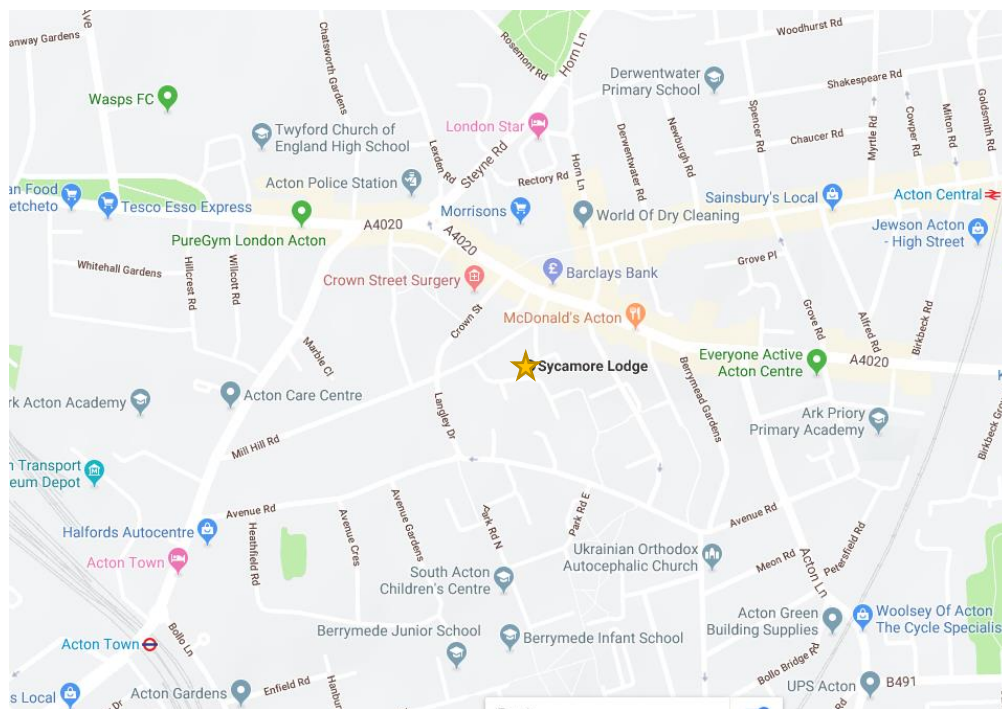 anway Gardens
Ave
Chatsworth Gardens
Rosemont Rd
Horn Ln
Woodhurst Rd
Wasps FC
Derwentwater
Primary School
Shakespeare Rd
Goldsmith Rd
Twyford Church of
England High School
London Star
Lexden Rd
Steyne Rd
Derwentwater Rd
Newburgh Rd
Spencer Rd
Chaucer Rd
Myrtle Rd
Cowper Rd
Milton Rd
Acton Police Station
Rectory Rd
Horn Ln
an Food
etcheto
Tesco Esso Express
Morrisons
World Of Dry Cleaning
Sainsbury's Local
Acton Central
PureGym London Acton
A4020
A4020
Jewson Acton
- High Street
Whitehall Gardens
Hillcrest Rd
Willcott Rd
Crown Street Surgery
Barclays Bank
Grove Pl
Crown St
McDonald's Acton
Grove Rd
Alfred Rd
Birkbeck Rd
Marble Cl
Sycamore Lodge
Everyone Active
Acton Centre
A4020
K
rk Acton Academy
Acton Care Centre
Langley Dr
Berrymead Gardens
Ark Priory
Primary Academy
Birkbeck Gro
Mill Hill Rd
n Transport
eum Depot
Avenue Rd
Avenue Gardens
Park Rd N
Park Rd E
Avenue Rd
Halfords Autocentre
Heathfield Rd
Avenue Cres
Ukrainian Orthodox
Autocephalic Church
Meon Rd
Acton Ln
Petersfield Rd
Acton Town
South Acton
Children's Centre
Acton Green
Building Supplies
Woolsey Of Acton
The Cycle Specialis
Acton Town
Bollo Ln
Berrymede Junior School
Berrymede Infant School
Bollo Bridge Rd
s Local
Dr
Acton Gardens
Enfield Rd
Hanbury
UPS Acton
B491
Rd